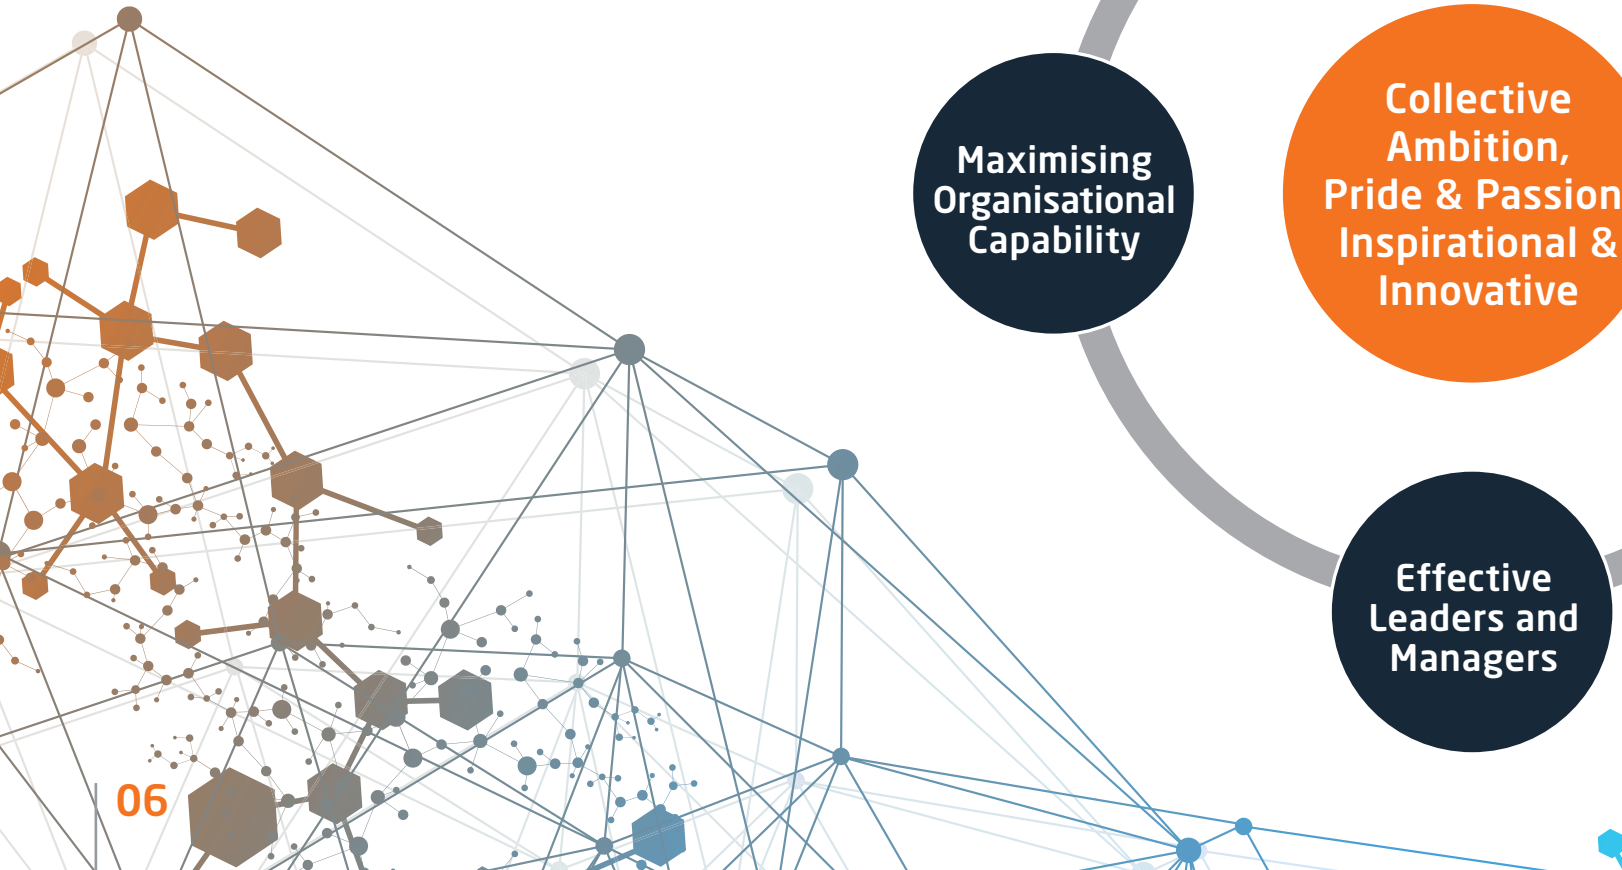 Maximising
Organisational
Capability
Collective
Ambition,
Pride & Passion
Inspirational &
Innovative
Effective
Leaders and
Managers
06